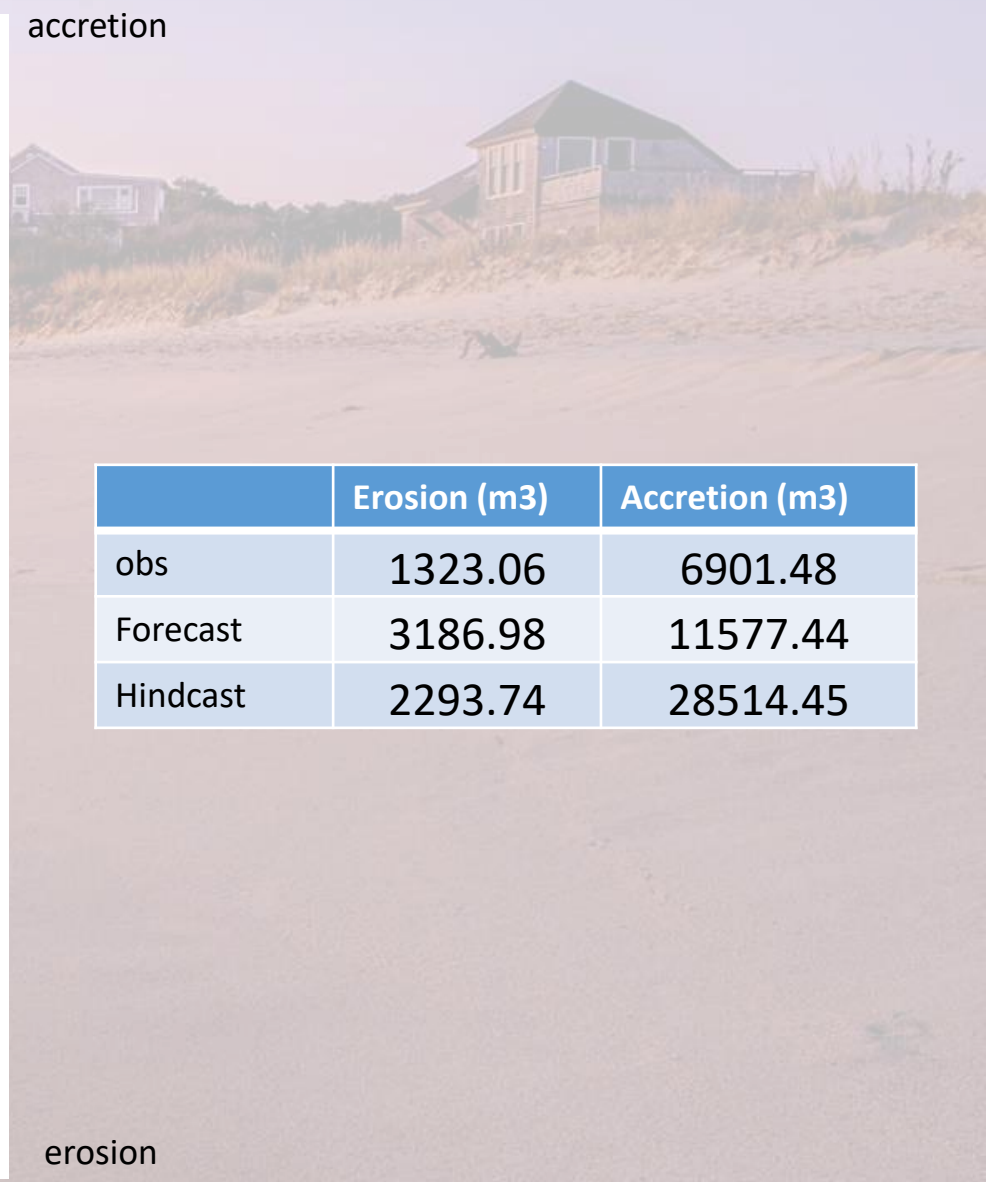 accretion
Erosion (m3) Accretion (m3)
obs 1323.06 6901.48
Forecast 3186.98 11577.44
Hindcast 2293.74 28514.45
erosion